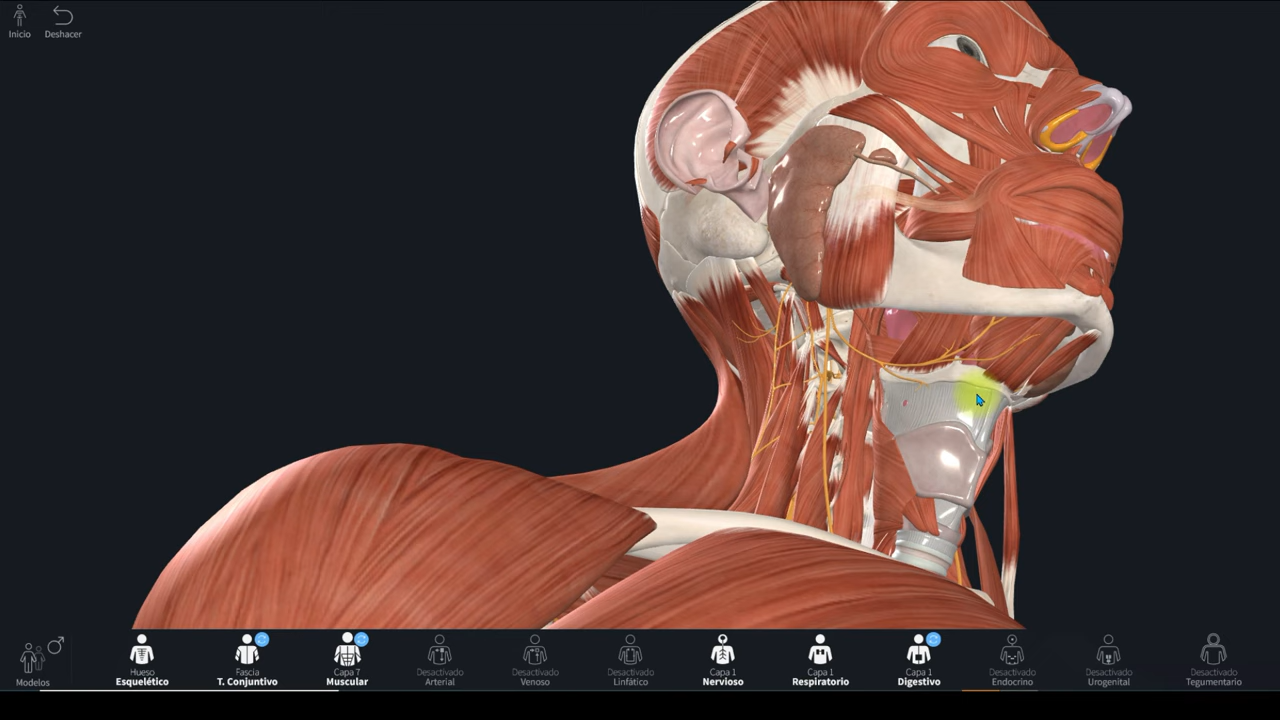 Inicio
Deshacer
Modelos
Hueso
Esquelético
Fascia
T. Conjuntivo
Capa 7
Muscular
Desactivado
Arterial
Desactivado
Venoso
Desactivado
Linfático
Capa 1
Nervioso
Capa 1
Respiratorio
Capa 1
Digestivo
Desactivado
Endocrino
Desactivado
Urogenital
Desactivado
Tegumentario